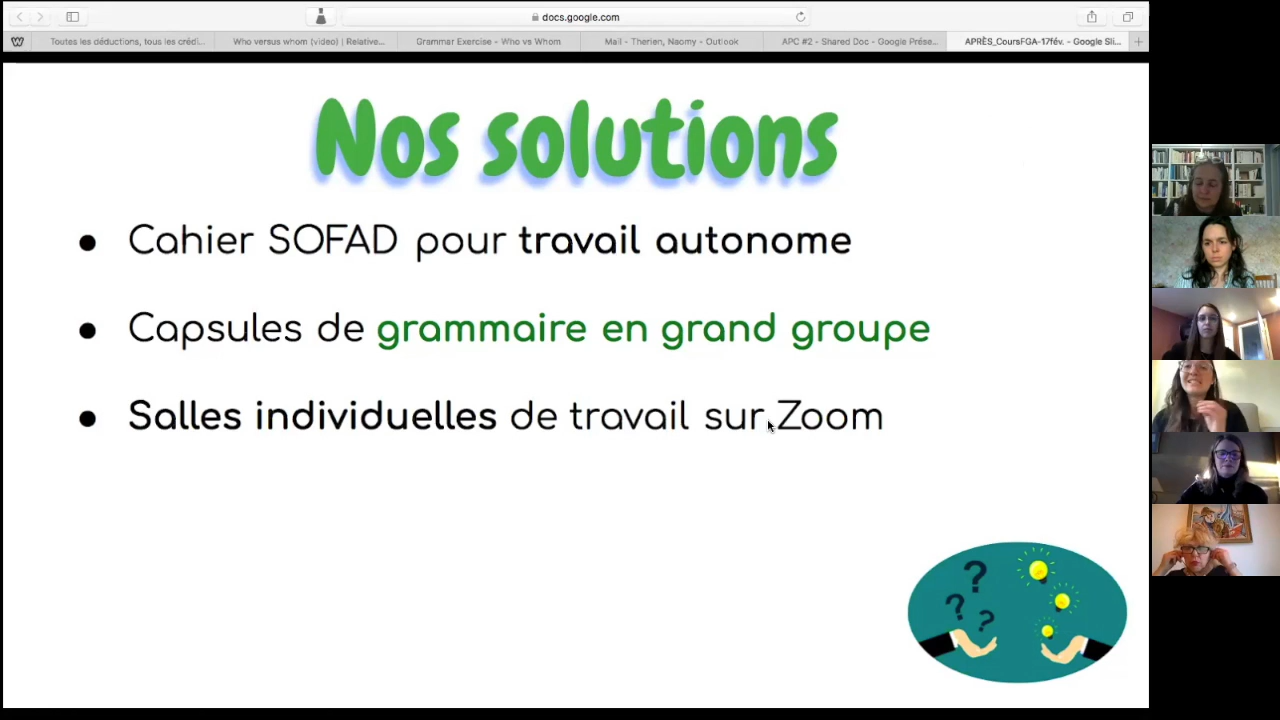 docs.google.com
Toutes les déductions, tous les crédi...
Who versus whom (video) | Relative...
Grammar Exercise - Who vs Whom
Mail - Therien, Naomy - Outlook
APC #2 - Shared Doc - Google Prése...
APRÈS_CoursFGA-17fév. - Google Sli...
Nos solutions
● Cahier SOFAD pour travail autonome
● Capsules de grammaire en grand groupe
● Salles individuelles de travail sur Zoom
? ? ?